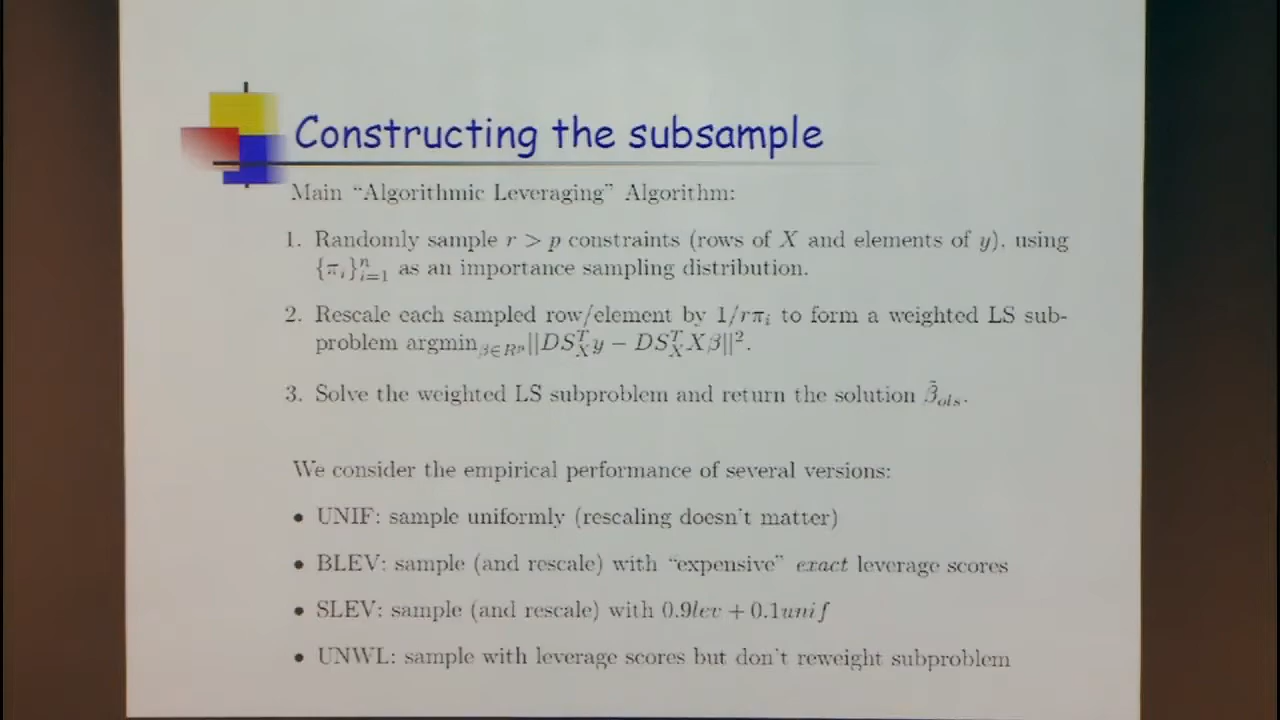 Constructing the subsample
Main “Algorithmic Leveraging” Algorithm:
1. Randomly sample r > p constraints (rows of X and elements of y), using
{π_i}_{i=1}^n as an importance sampling distribution.
2. Rescale each sampled row/element by 1/rπ_i to form a weighted LS sub-
problem argmin_{β∈R^p}||DS_X^T y − DS_X^T Xβ||^2.
3. Solve the weighted LS subproblem and return the solution β̃_{ols}.
We consider the empirical performance of several versions:
• UNIF: sample uniformly (rescaling doesn't matter)
• BLEV: sample (and rescale) with “expensive” exact leverage scores
• SLEV: sample (and rescale) with 0.9lev + 0.1unif
• UNWL: sample with leverage scores but don't reweight subproblem